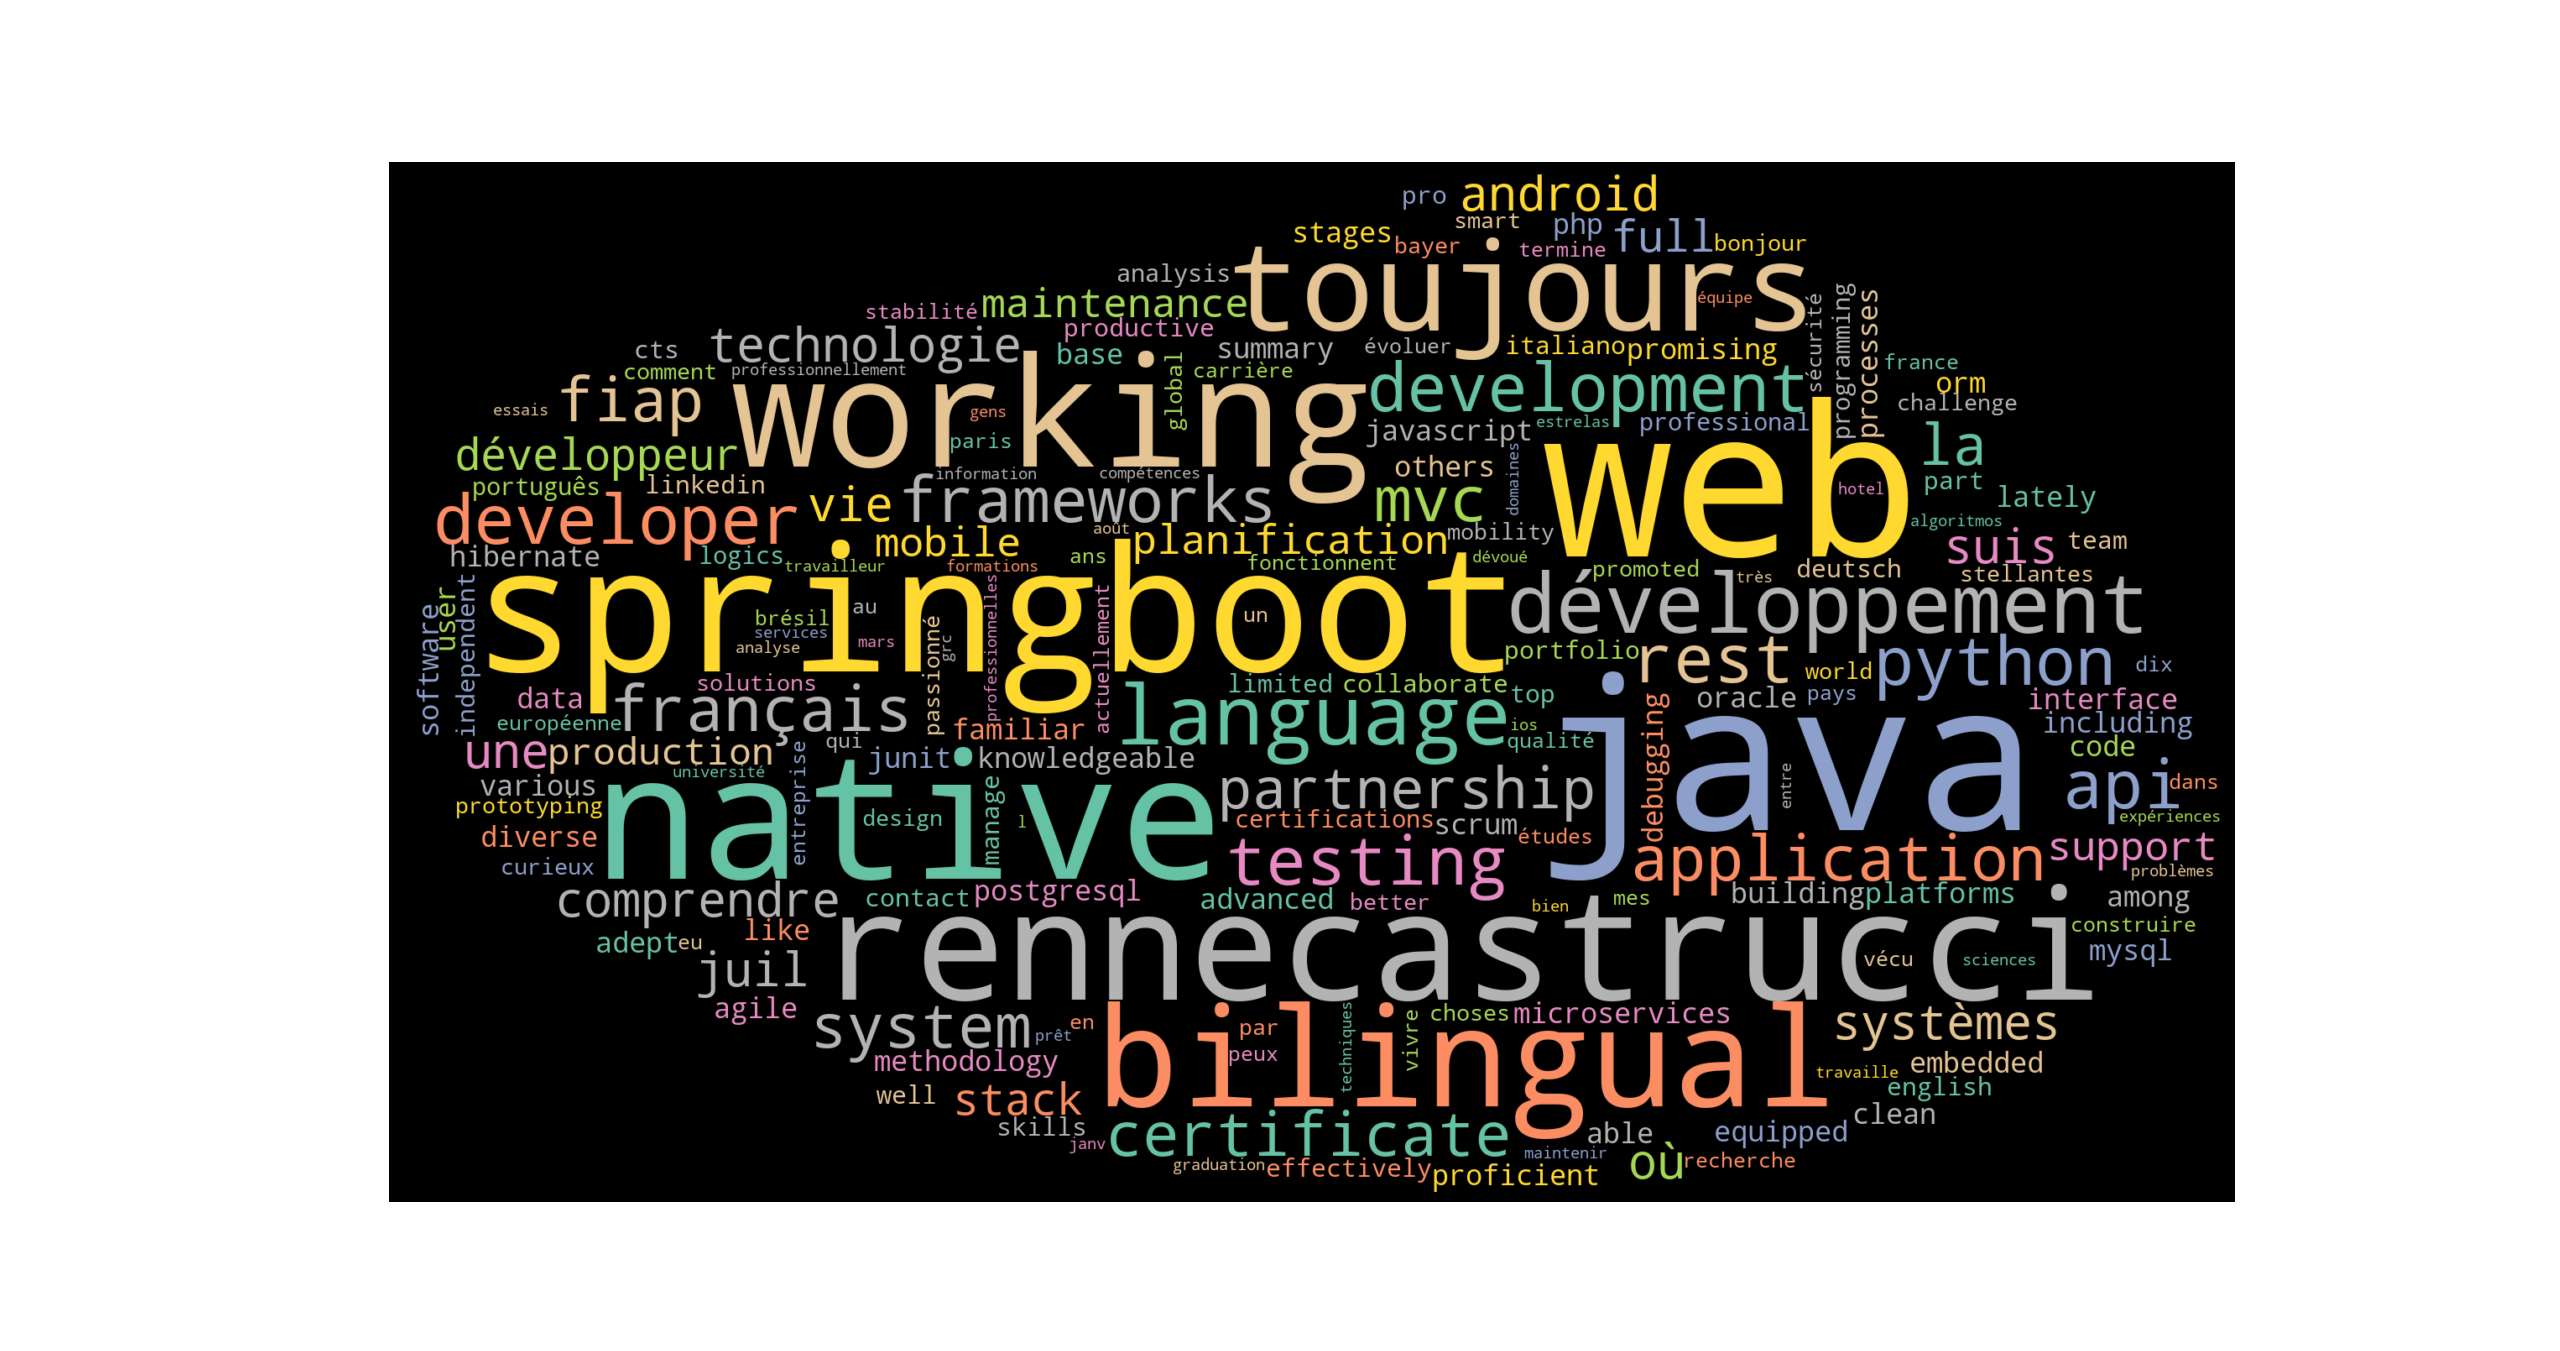 pro android
smart php full
stages bayer termine bonjour
toujours
analysis
équipe
stabilité maintenance
productive
technologie
cts base summary évoluer italiano promising
sécurité programming processes
comment professionnellement global carrière france
working development orm
essais fiap gens challenge
estrelas professional
javascript
développeur paris web la
information compétences others
português linkedin domaines part
developer vie frameworks mvc hotel lately
août algoritmos
hibernate logics mobile ans planification mobility suis team
travailleur formations fonctionnent dévoué promoted très deutsch stellantes
springboot développement
software user independent
brésil au un
services mars
analyse passionné grc professionnelles actuellement
portfolio rest world python dix
solutions limited collaborate top oracle pays interface
data français
européenne familiar language ios including
une production qui junit knowledgeable qualité debugging java code
université entreprise entre
various native partnership api dans
prototyping design l manage certifications scrum expériences
diverse études
curieux testing application support
problèmes
comprendre contact postgresql advanced better bien mes building platforms among
like rennecastrucci construire
adept eu mysql
juil vécu sciences
agile choses microservices
system prêt en par techniques vivre systèmes
methodology peux bilingual embedded
travaille
well stack english
skills clean
janv certificate able equipped
maintenir
graduation effectively proficient où recherche